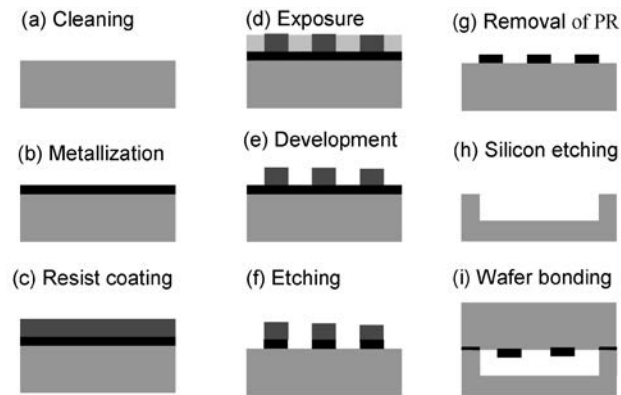 (a) Cleaning
(b) Metallization
(c) Resist coating
(d) Exposure
(e) Development
(f) Etching
(g) Removal of PR
(h) Silicon etching
(i) Wafer bonding